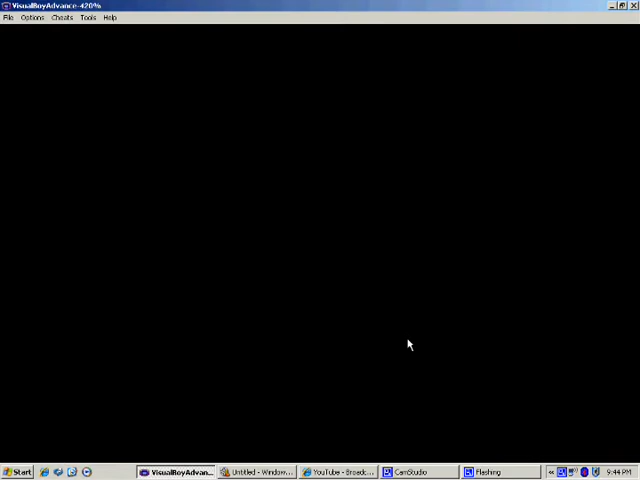 VisualBoyAdvance-420%
File Options Cheats Tools Help
Start VisualBoyAdvan... Untitled - Window... YouTube - Broadc... CamStudio Flashing « 9:44 PM